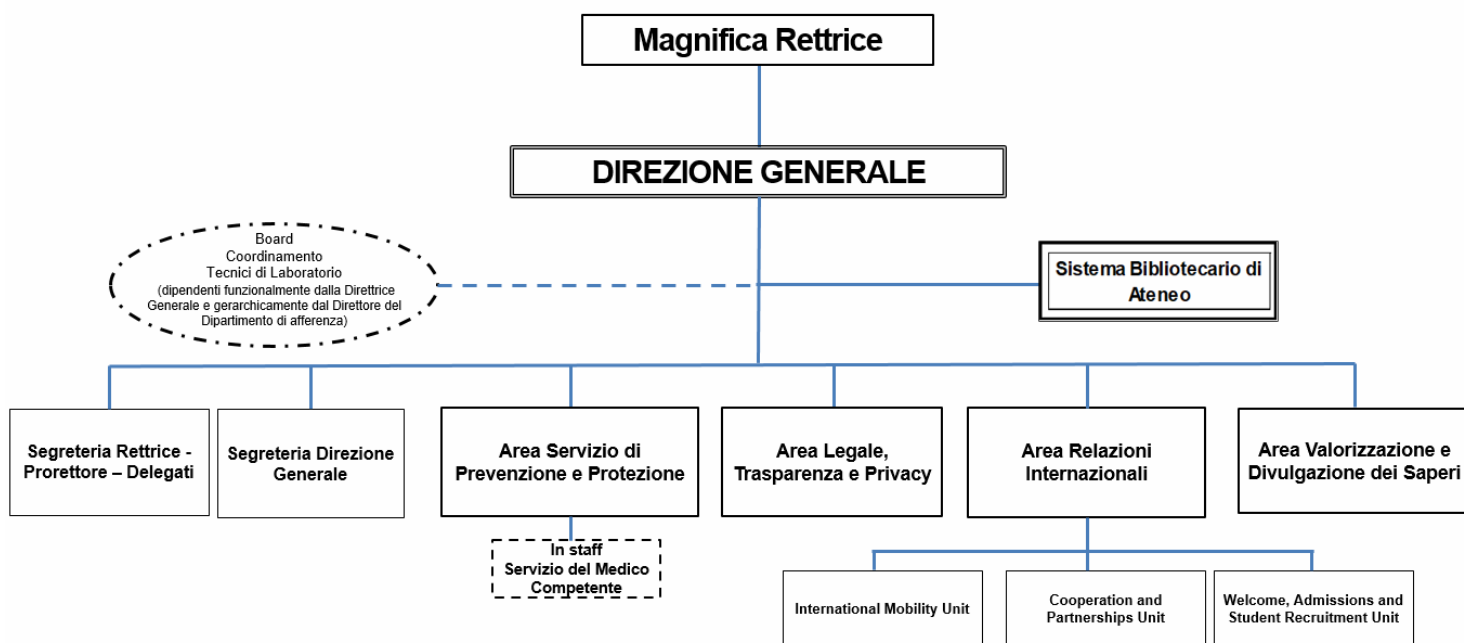 Magnifica Rettrice
DIREZIONE GENERALE
Board
Coordinamento
Tecnici di Laboratorio
(dipendenti funzionalmente dalla Direttrice
Generale e gerarchicamente dal Direttore del
Dipartimento di afferenza)
Sistema Bibliotecario di
Ateneo
Segreteria Rettrice -
Prorettore – Delegati
Segreteria Direzione
Generale
Area Servizio di
Prevenzione e Protezione
Area Legale,
Trasparenza e Privacy
Area Relazioni
Internazionali
Area Valorizzazione e
Divulgazione dei Saperi
In staff
Servizio del Medico
Competente
International Mobility Unit
Cooperation and
Partnerships Unit
Welcome, Admissions and
Student Recruitment Unit